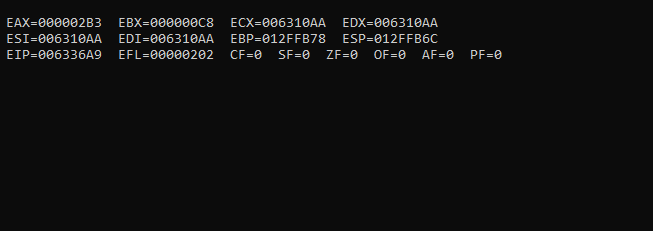 EAX=000002B3  EBX=000000C8  ECX=006310AA  EDX=006310AA
ESI=006310AA  EDI=006310AA  EBP=012FFB78  ESP=012FFB6C
EIP=006336A9  EFL=00000202  CF=0  SF=0  ZF=0  OF=0  AF=0  PF=0